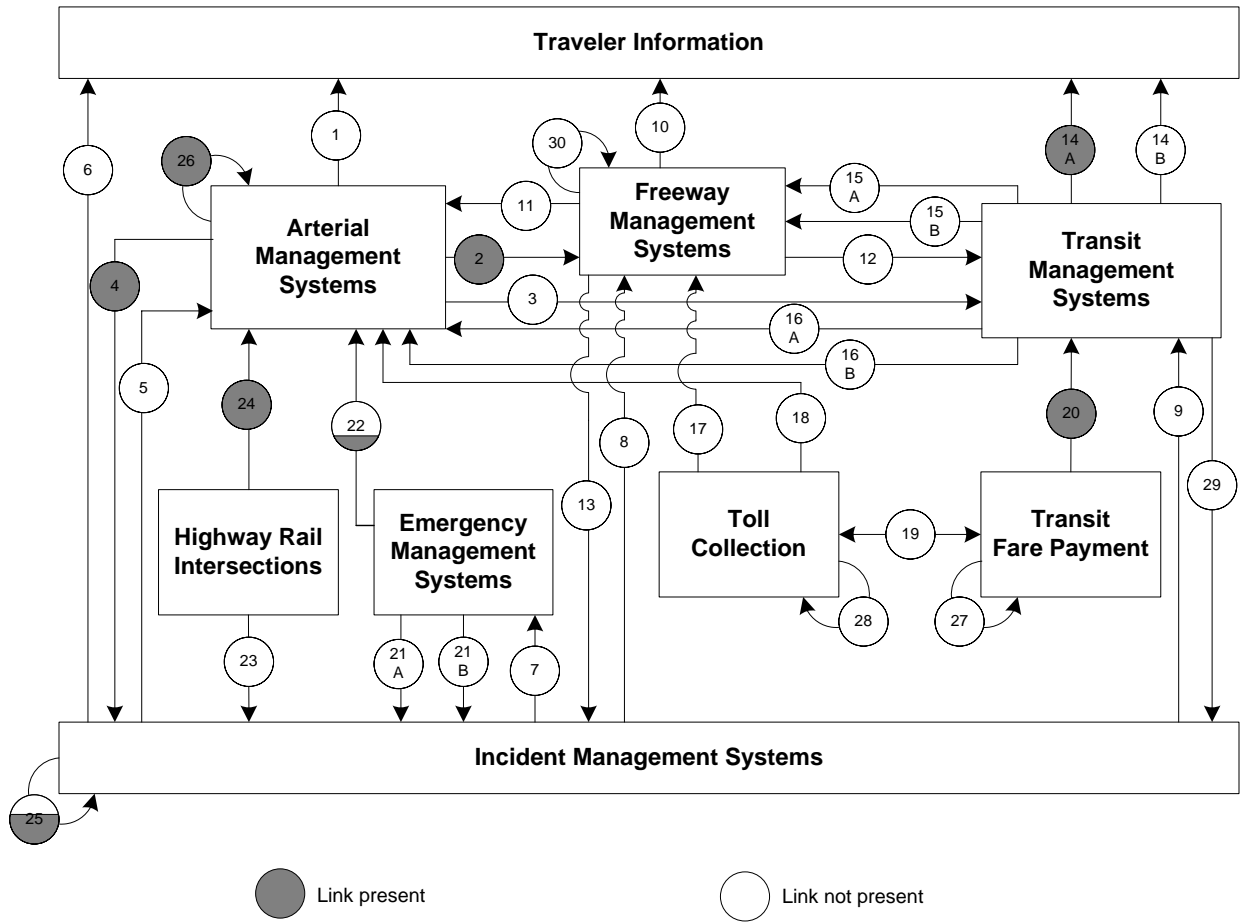 Traveler Information
6
1
10
14
A
14
B
26
30
11
Freeway
Management
Systems
15
A
15
B
Arterial
Management
Systems
Transit
Management
Systems
4
2
12
3
16
A
16
B
5
24
22
8
17
18
20
9
29
13
Highway Rail
Intersections
Emergency
Management
Systems
Toll
Collection
19
Transit
Fare Payment
28
27
23
21
A
21
B
7
Incident Management Systems
25
Link present
Link not present